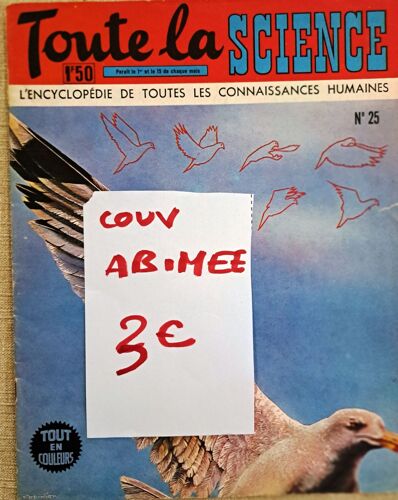 Toute la SCIENCE
1F50
Paraît le 1er et le 15 de chaque mois
L'ENCYCLOPÉDIE DE TOUTES LES CONNAISSANCES HUMAINES
N° 25
COUV
ABIMEE
3€
TOUT
EN
COULEURS